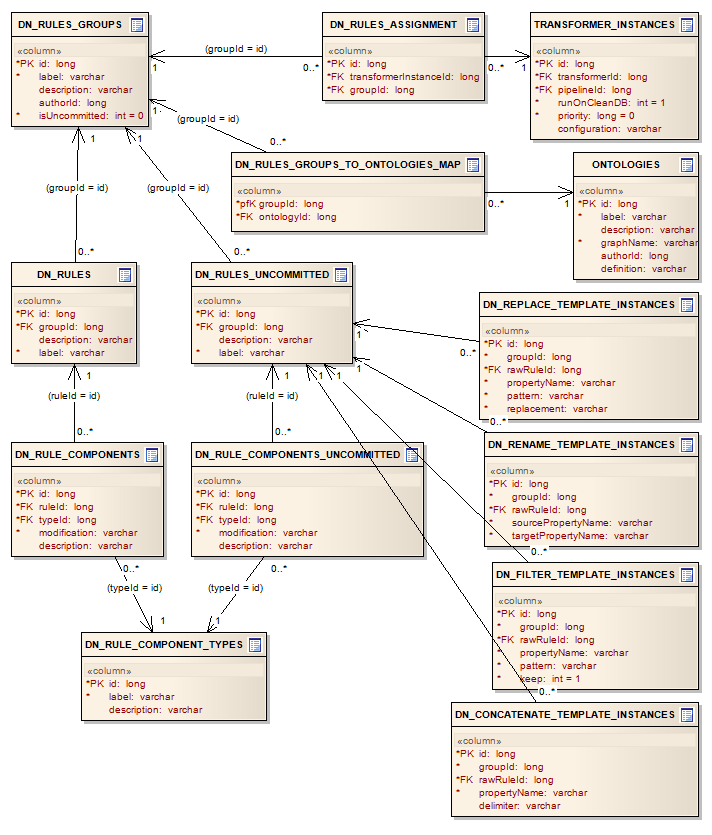 DN_RULES_GROUPS
«column»
*PK id: long
* label: varchar
description: varchar
authorId: long
* isUncommitted: int = 0
DN_RULES_ASSIGNMENT
«column»
*PK id: long
*FK transformerInstanceId: long
*FK groupId: long
TRANSFORMER_INSTANCES
«column»
*PK id: long
*FK transformerId: long
*FK pipelineId: long
* runOnCleanDB: int = 1
* priority: long = 0
configuration: varchar
(groupId = id)
1
0..*
0..*
1
1
(groupId = id)
0..*
1
1
(groupId = id)
(groupId = id)
0..*
0..*
DN_RULES_GROUPS_TO_ONTOLOGIES_MAP
«column»
*pfK groupId: long
*FK ontologyId: long
0..*
1
ONTOLOGIES
«column»
*PK id: long
* label: varchar
description: varchar
* graphName: varchar
authorId: long
definition: varchar
DN_RULES
«column»
*PK id: long
*FK groupId: long
description: varchar
* label: varchar
DN_RULES_UNCOMMITTED
«column»
*PK id: long
*FK groupId: long
description: varchar
* label: varchar
DN_REPLACE_TEMPLATE_INSTANCES
«column»
*PK id: long
* groupId: long
*FK rawRuleId: long
* propertyName: varchar
* pattern: varchar
* replacement: varchar
1
0..*
1
1
1
1
1
(ruleId = id)
(ruleId = id)
0..*
0..*
0..*
DN_RENAME_TEMPLATE_INSTANCES
«column»
*PK id: long
* groupId: long
*FK rawRuleId: long
* sourcePropertyName: varchar
* targetPropertyName: varchar
DN_RULE_COMPONENTS
«column»
*PK id: long
*FK ruleId: long
*FK typeId: long
* modification: varchar
description: varchar
DN_RULE_COMPONENTS_UNCOMMITTED
«column»
*PK id: long
*FK ruleId: long
*FK typeId: long
* modification: varchar
description: varchar
0..*
DN_FILTER_TEMPLATE_INSTANCES
«column»
*PK id: long
* groupId: long
*FK rawRuleId: long
* propertyName: varchar
* pattern: varchar
* keep: int = 1
0..*
0..*
(typeId = id)
(typeId = id)
1
1
DN_RULE_COMPONENT_TYPES
«column»
*PK id: long
* label: varchar
description: varchar
0..*
DN_CONCATENATE_TEMPLATE_INSTANCES
«column»
*PK id: long
* groupId: long
*FK rawRuleId: long
* propertyName: varchar
delimiter: varchar